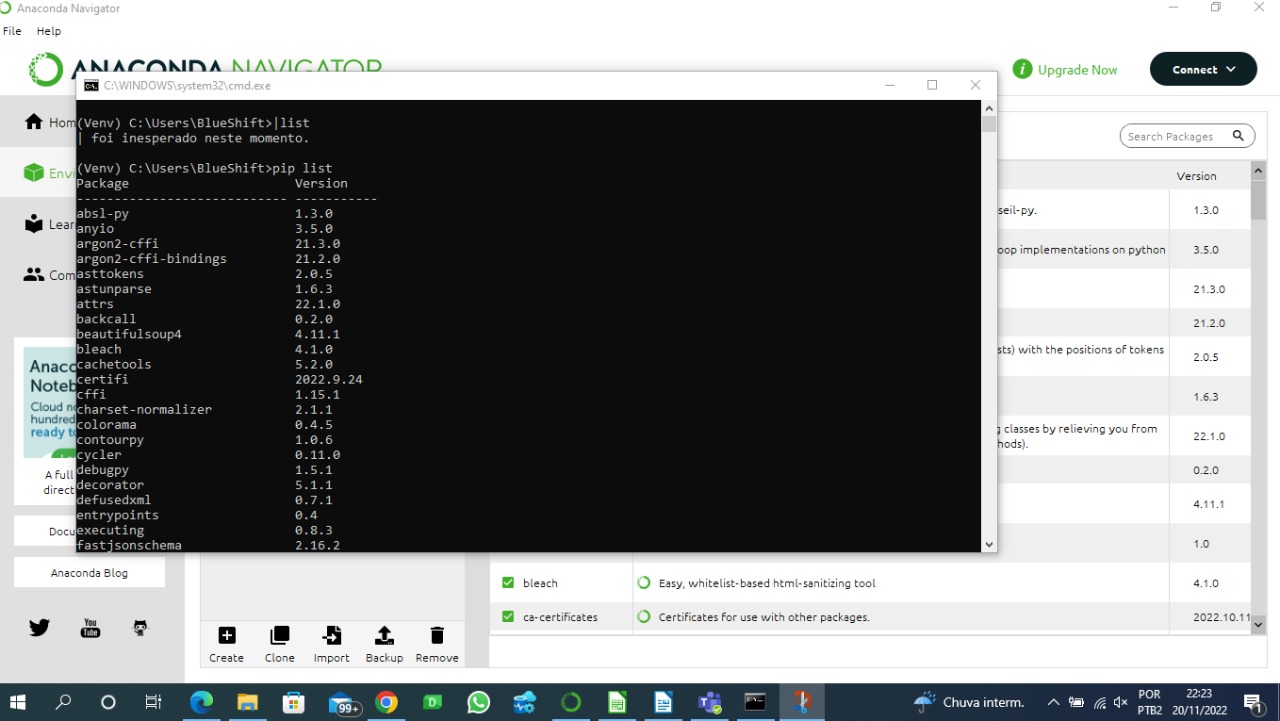 Anaconda Navigator
File Help
ANACONDA NAVIGATOR
Upgrade Now
Connect
C:\WINDOWS\system32\cmd.exe
(Venv) C:\Users\BlueShift>|list
| foi inesperado neste momento.
(Venv) C:\Users\BlueShift>pip list
Package Version
--------------------------- -----------
absl-py 1.3.0
anyio 3.5.0
argon2-cffi 21.3.0
argon2-cffi-bindings 21.2.0
asttokens 2.0.5
astunparse 1.6.3
attrs 22.1.0
backcall 0.2.0
beautifulsoup4 4.11.1
bleach 4.1.0
cachetools 5.2.0
certifi 2022.9.24
cffi 1.15.1
charset-normalizer 2.1.1
colorama 0.4.5
contourpy 1.0.6
cycler 0.11.0
debugpy 1.5.1
decorator 5.1.1
defusedxml 0.7.1
entrypoints 0.4
executing 0.8.3
fastjsonschema 2.16.2
Hom
Envi
Lear
Com
Anaco
Noteb
Cloud no
hundred
ready to
A full
direct
Docu
Anaconda Blog
You
Tube
Create Clone Import Backup Remove
Search Packages
Version
seil-py. 1.3.0
oop implementations on python 3.5.0
21.3.0
21.2.0
sts) with the positions of tokens 2.0.5
1.6.3
g classes by relieving you from
hods). 22.1.0
0.2.0
4.11.1
1.0
bleach Easy, whitelist-based html-sanitizing tool 4.1.0
ca-certificates Certificates for use with other packages. 2022.10.11
99+
D
Chuva interm.
POR
PTB2
22:23
20/11/2022
1